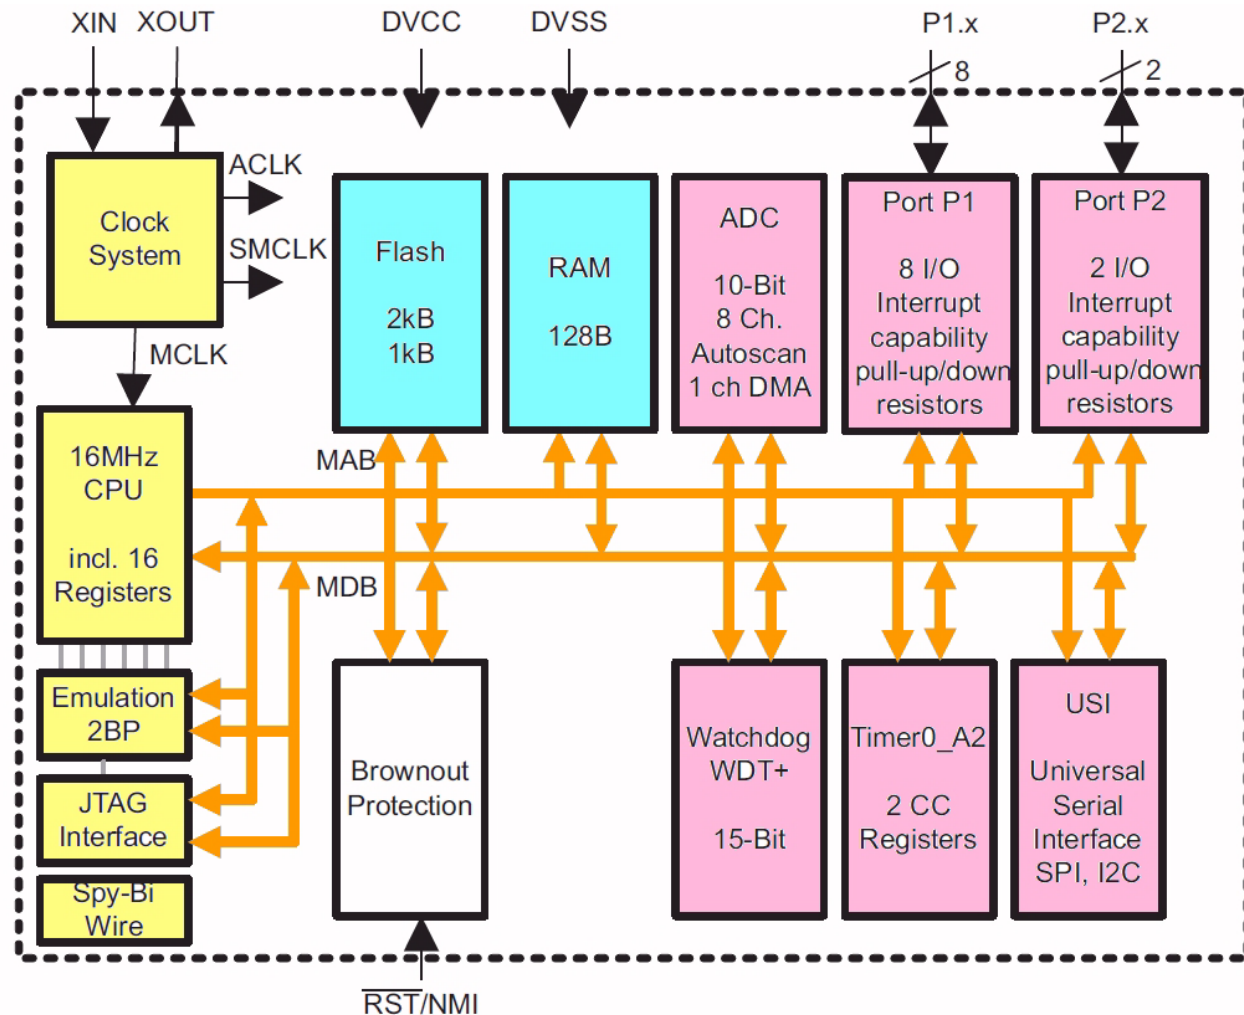 XIN
XOUT
DVCC
DVSS
P1.x
P2.x
8
2
Clock
System
ACLK
SMCLK
MCLK
Flash
2kB
1kB
RAM
128B
ADC
10-Bit
8 Ch.
Autoscan
1 ch DMA
Port P1
8 I/O
Interrupt
capability
pull-up/down
resistors
Port P2
2 I/O
Interrupt
capability
pull-up/down
resistors
16MHz
CPU
incl. 16
Registers
MAB
MDB
Emulation
2BP
JTAG
Interface
Spy-Bi
Wire
Brownout
Protection
Watchdog
WDT+
15-Bit
Timer0_A2
2 CC
Registers
USI
Universal
Serial
Interface
SPI, I2C
RST/NMI